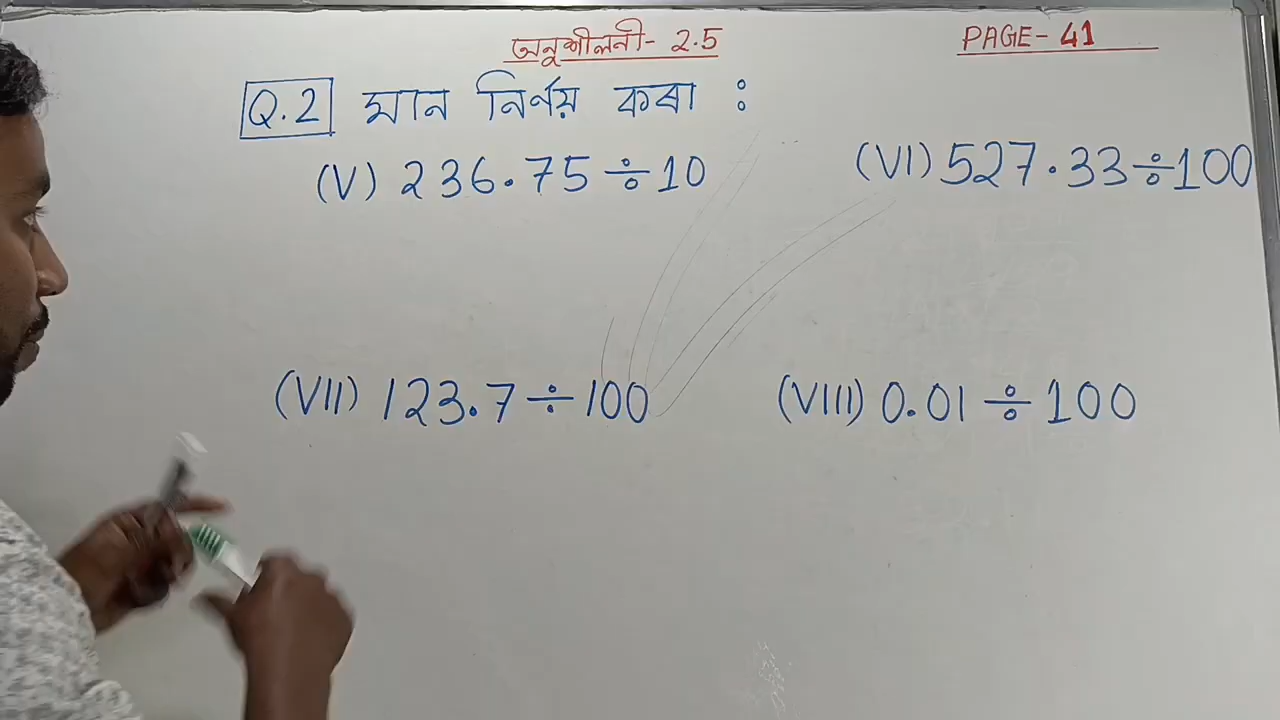 অনুশীলনী- 2.5
PAGE- 41
Q.2 মান নিৰ্ণয় কৰা :
(V) 236.75 ÷ 10
(VI) 527.33 ÷ 100
(VII) 123.7 ÷ 100
(VIII) 0.01 ÷ 100